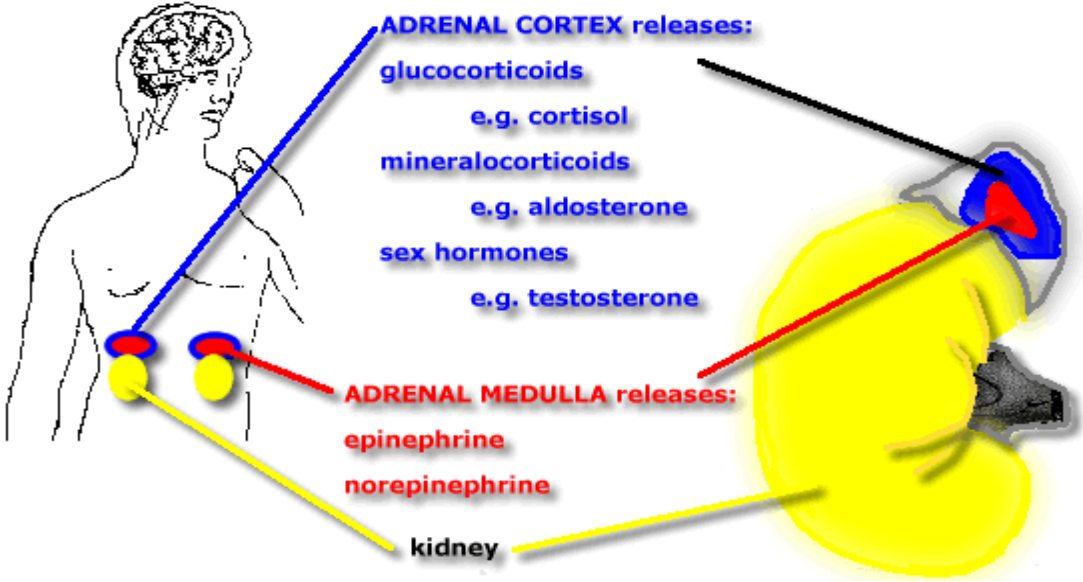 ADRENAL CORTEX releases:
glucocorticoids
e.g. cortisol
mineralocorticoids
e.g. aldosterone
sex hormones
e.g. testosterone
ADRENAL MEDULLA releases:
epinephrine
norepinephrine
kidney